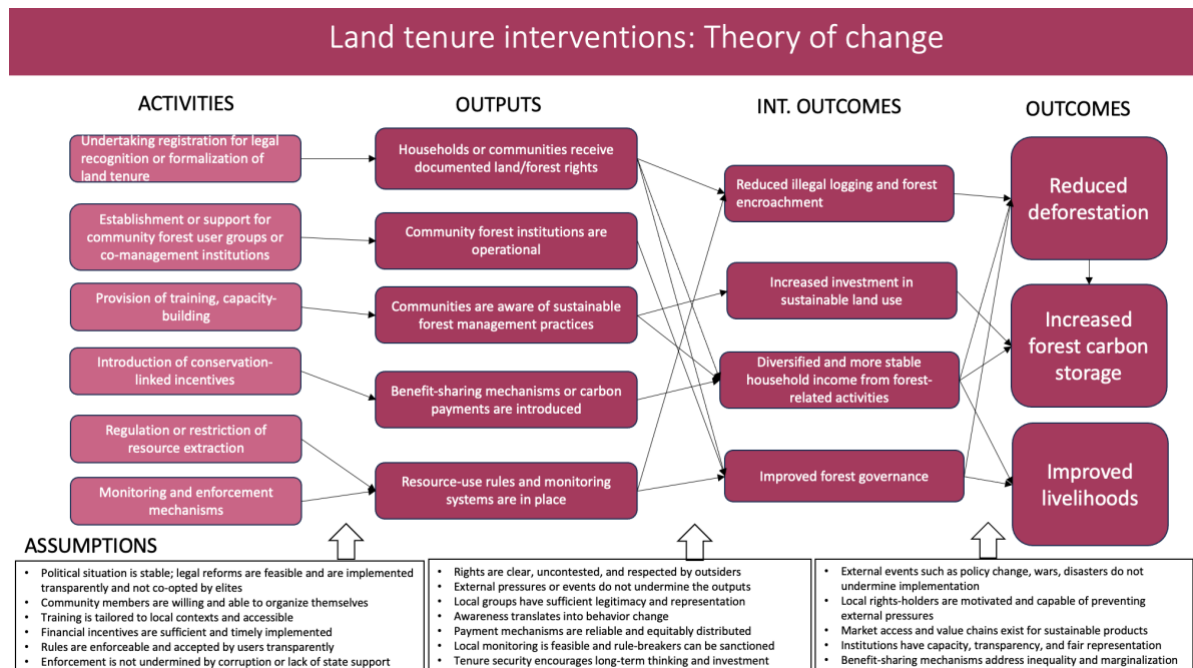 Land tenure interventions: Theory of change
ACTIVITIES
Undertaking registration for legal
recognition or formalization of
land tenure
Establishment or support for
community forest user groups or
co-management institutions
Provision of training, capacity-
building
Introduction of conservation-
linked incentives
Regulation or restriction of
resource extraction
Monitoring and enforcement
mechanisms
OUTPUTS
Households or communities receive
documented land/forest rights
Community forest institutions are
operational
Communities are aware of sustainable
forest management practices
Benefit-sharing mechanisms or carbon
payments are introduced
Resource-use rules and monitoring
systems are in place
INT. OUTCOMES
Reduced illegal logging and forest
encroachment
Increased investment in
sustainable land use
Diversified and more stable
household income from forest-
related activities
Improved forest governance
OUTCOMES
Reduced
deforestation
Increased
forest carbon
storage
Improved
livelihoods
ASSUMPTIONS
• Political situation is stable; legal reforms are feasible and are implemented
transparently and not co-opted by elites
• Community members are willing and able to organize themselves
• Training is tailored to local contexts and accessible
• Financial incentives are sufficient and timely implemented
• Rules are enforceable and accepted by users transparently
• Enforcement is not undermined by corruption or lack of state support
• Rights are clear, uncontested, and respected by outsiders
• External pressures or events do not undermine the outputs
• Local groups have sufficient legitimacy and representation
• Awareness translates into behavior change
• Payment mechanisms are reliable and equitably distributed
• Local monitoring is feasible and rule-breakers can be sanctioned
• Tenure security encourages long-term thinking and investment
• External events such as policy change, wars, disasters do not
undermine implementation
• Local rights-holders are motivated and capable of preventing
external pressures
• Market access and value chains exist for sustainable products
• Institutions have capacity, transparency, and fair representation
• Benefit-sharing mechanisms address inequality and marginalization